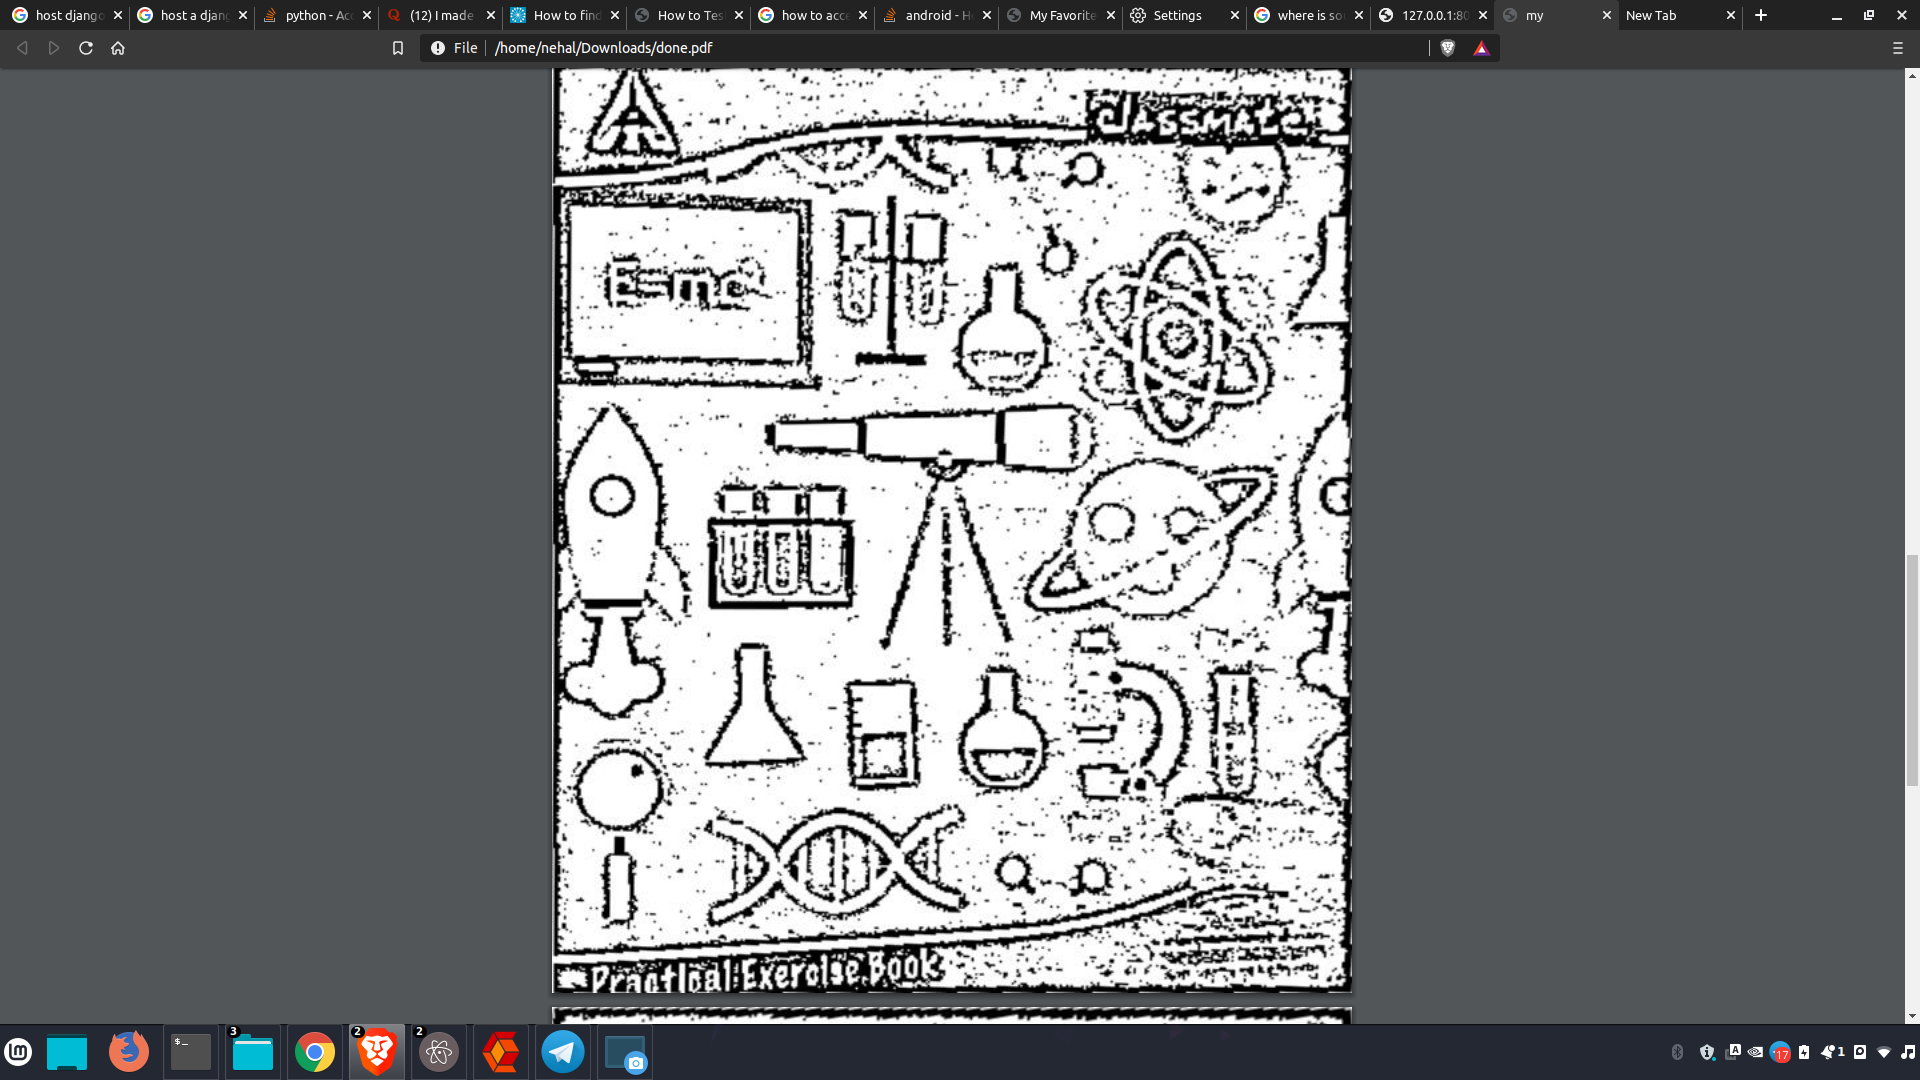 host django
host a djang
python - Acc
(12) I made
How to find
How to Tes
how to acce
android - H
My Favorite
Settings
where is so
127.0.0.1:80
my
New Tab
File
/home/nehal/Downloads/done.pdf
classmate
E=mc²
Practical Exercise Book
3
2
2
$_
A
17
1